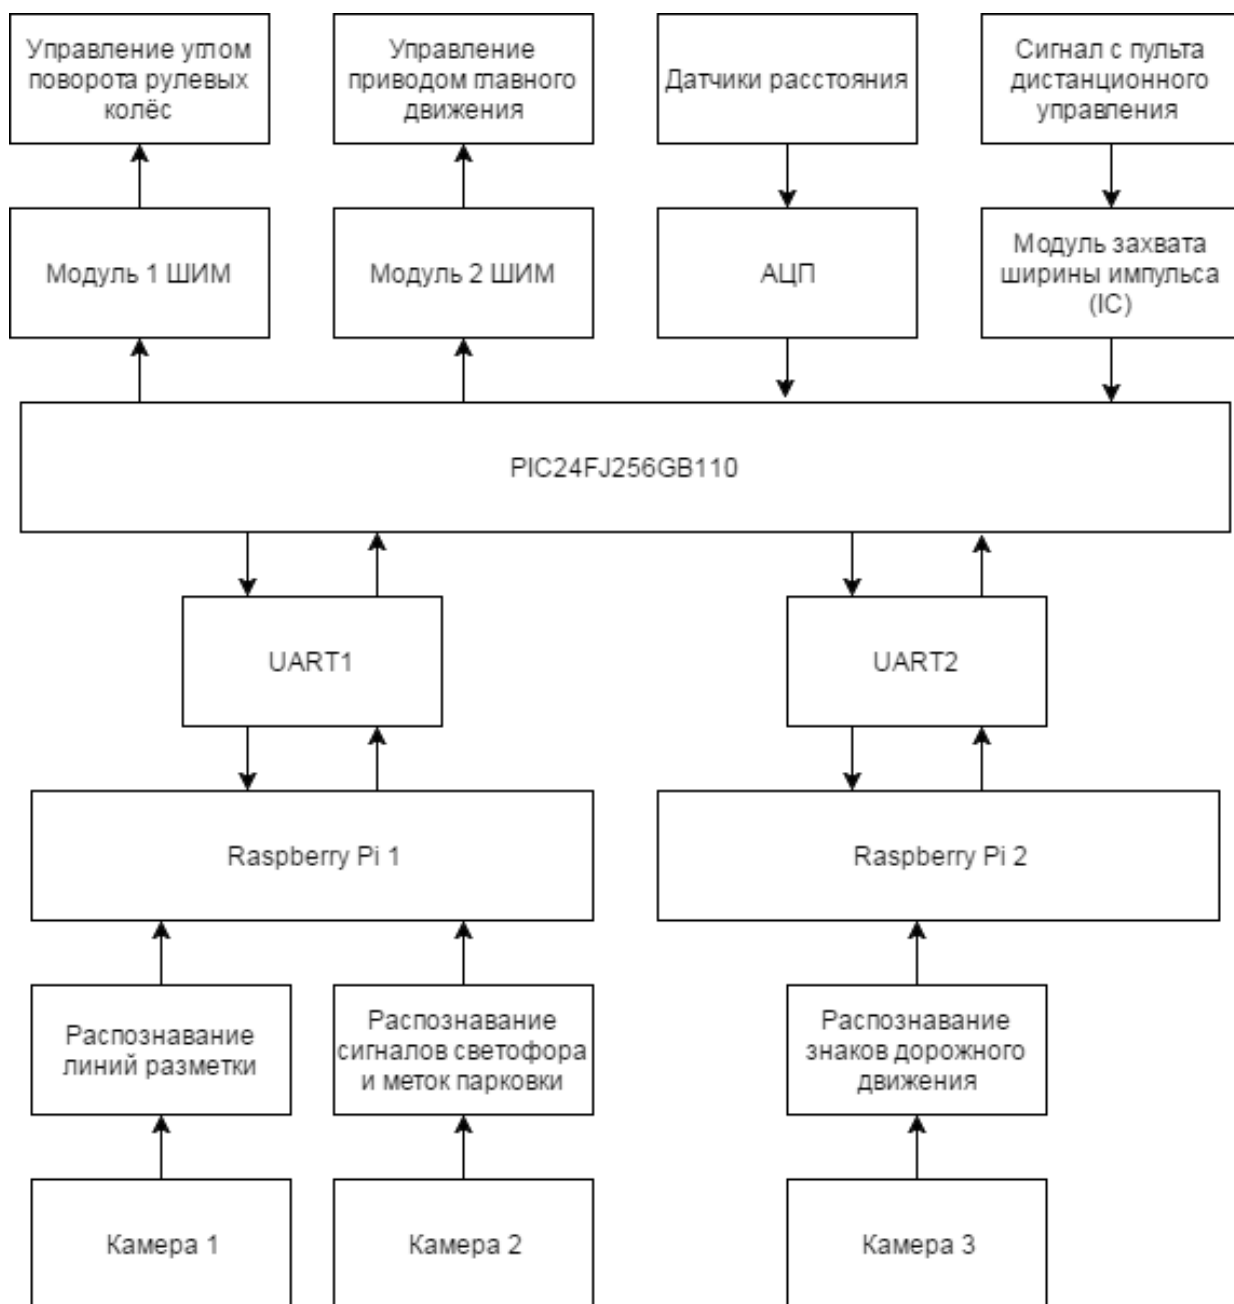 Управление углом
поворота рулевых
колёс
Управление
приводом главного
движения
Датчики расстояния
Сигнал с пульта
дистанционного
управления
Модуль 1 ШИМ
Модуль 2 ШИМ
АЦП
Модуль захвата
ширины импульса
(IC)
PIC24FJ256GB110
UART1
UART2
Raspberry Pi 1
Raspberry Pi 2
Распознавание
линий разметки
Распознавание
сигналов светофора
и меток парковки
Распознавание
знаков дорожного
движения
Камера 1
Камера 2
Камера 3